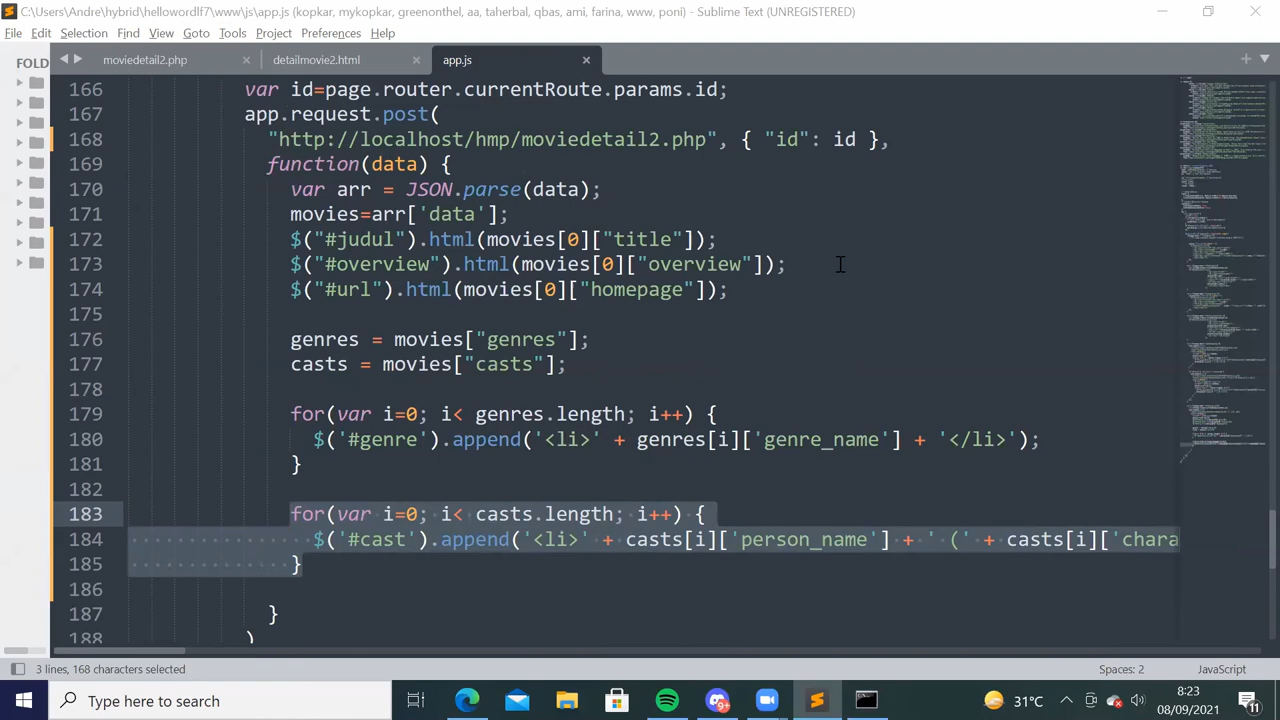 C:\Users\Andre\hybrid\hellowordlf7\www\js\app.js (kopkar, mykopkar, greenonthel, aa, taherbal, qbas, ami, farina, www, poni) - Sublime Text (UNREGISTERED)
File Edit Selection Find View Goto Tools Project Preferences Help
FOLD moviedetail2.php detailmovie2.html app.js
166 var id=page.router.currentRoute.params.id;
167 app.request.post(
168 "http://localhost/hmp/moviedetail2.php", { "id": id },
169 function(data) {
170 var arr = JSON.parse(data);
171 movies=arr['data'];
172 $("#judul").html(movies[0]["title"]);
173 $("#overview").html(movies[0]["overview"]);
174 $("#url").html(movies[0]["homepage"]);
175
176 genres = movies["genres"];
177 casts = movies["casts"];
178
179 for(var i=0; i< genres.length; i++) {
180 $('#genre').append('<li>' + genres[i]['genre_name'] + '</li>');
181 }
182
183 for(var i=0; i< casts.length; i++) {
184 $('#cast').append('<li>' + casts[i]['person_name'] + ' (' + casts[i]['chara
185 }
186
187 }
188 )
3 lines, 168 characters selected Spaces: 2 JavaScript
Type here to search 9+ 31°C 8:23
08/09/2021 11